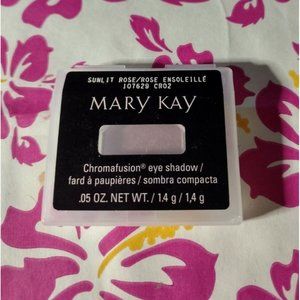 SUNLIT ROSE/ROSE ENSOLEILLÉ
107629 CR02
MARY KAY
Chromafusion® eye shadow /
fard à paupières / sombra compacta
.05 OZ. NET WT. / 1,4 g / 1,4 g